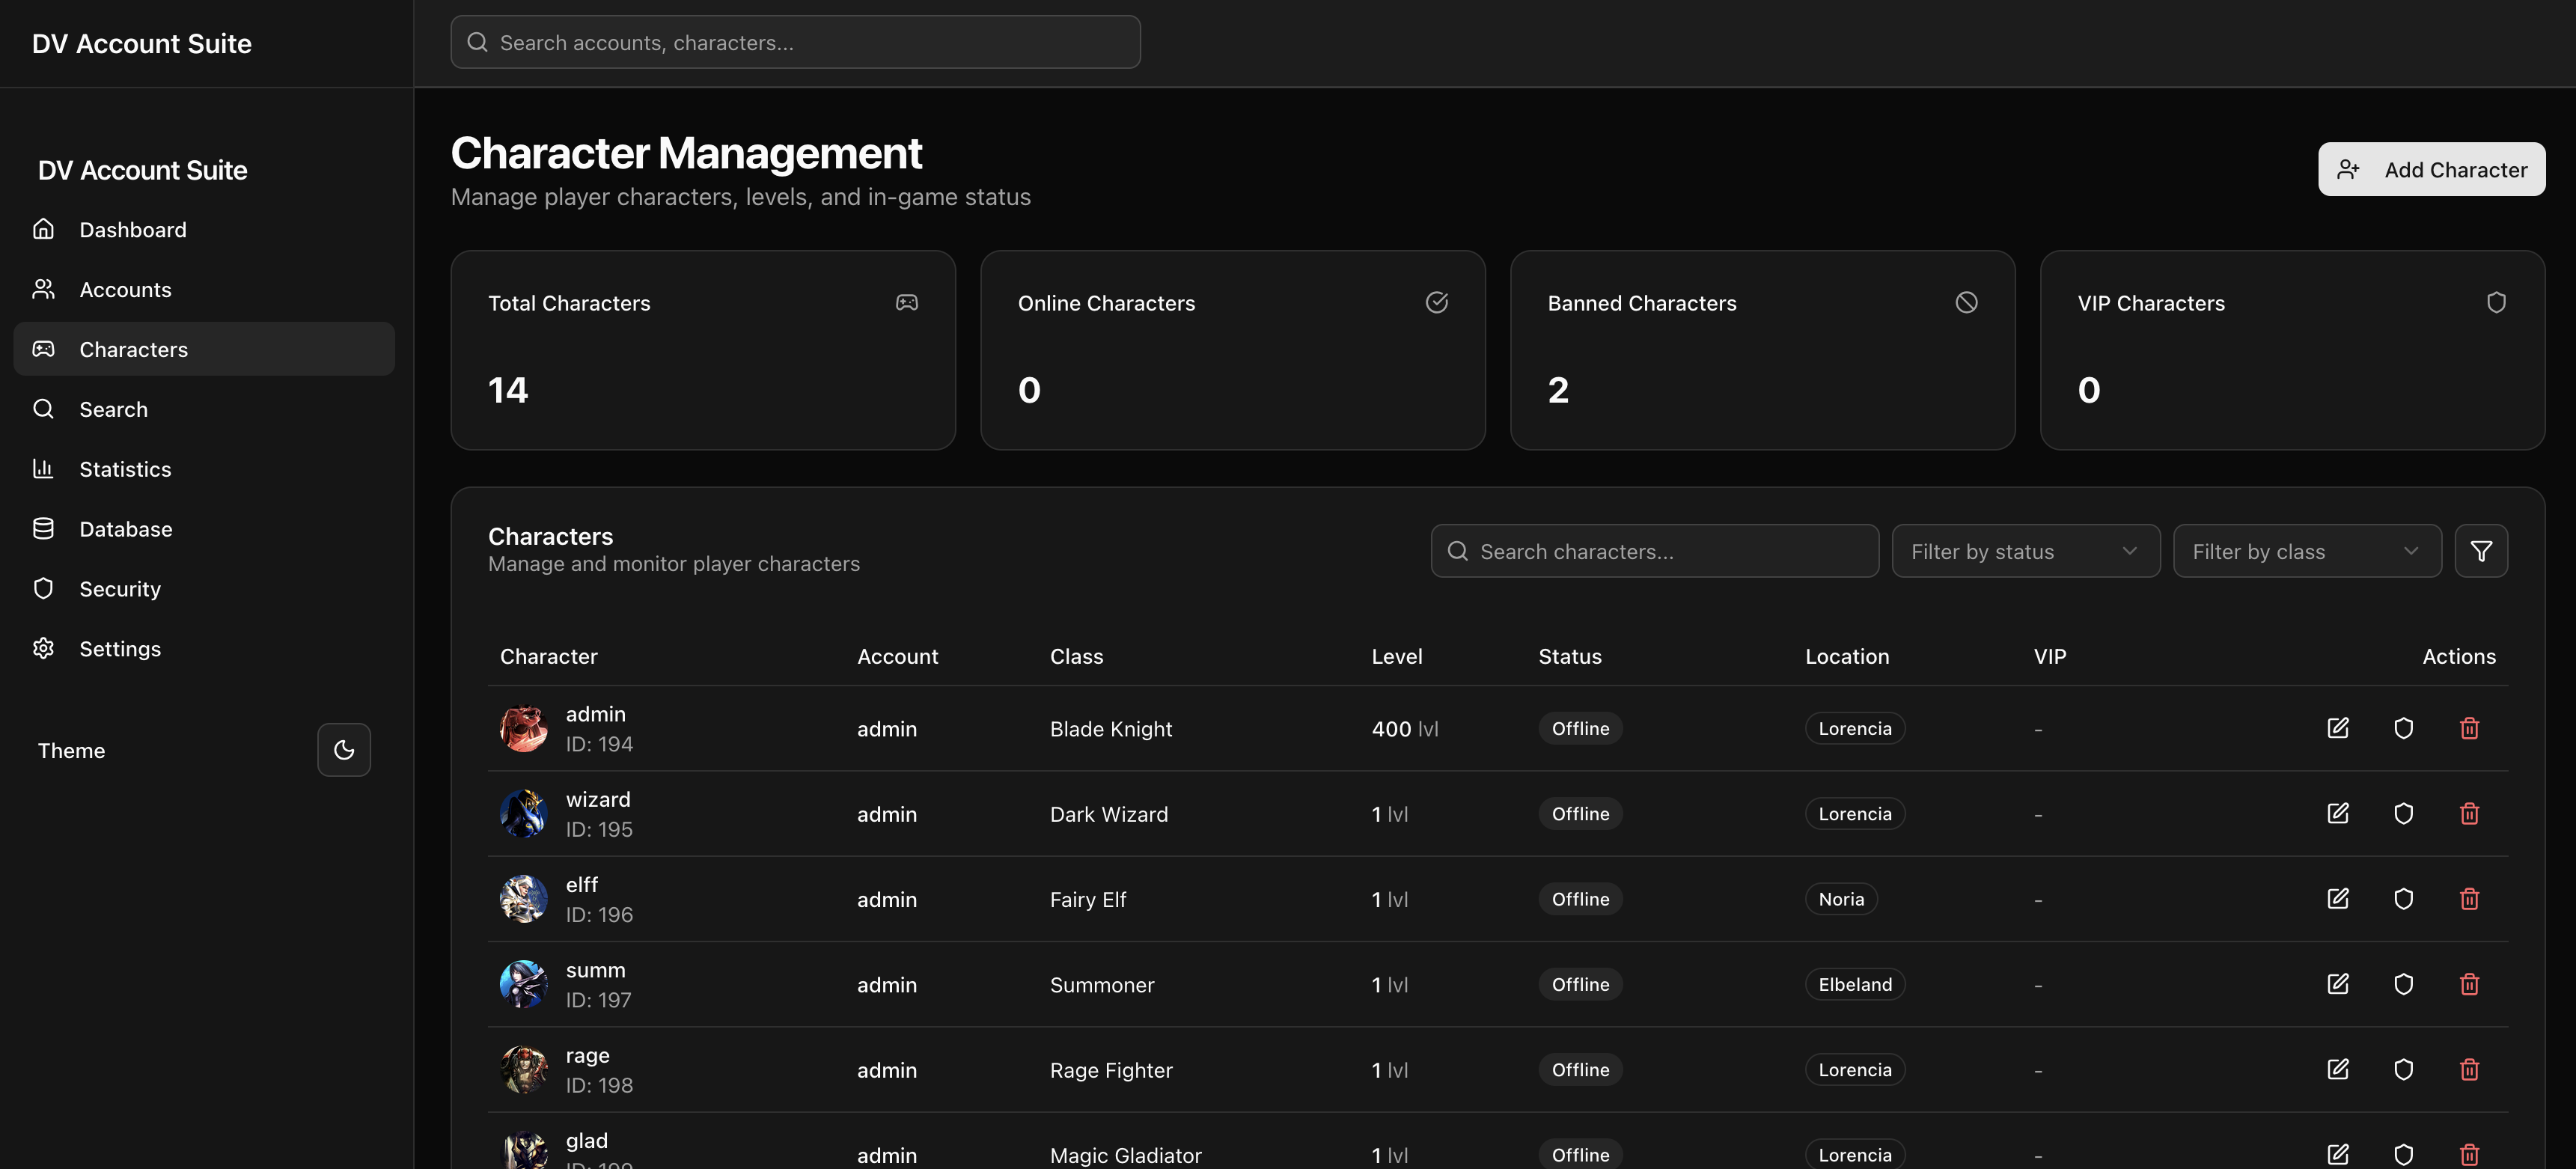 DV Account Suite
Search accounts, characters...
DV Account Suite
Dashboard
Accounts
Characters
Search
Statistics
Database
Security
Settings
Theme
Character Management
Manage player characters, levels, and in-game status
Add Character
Total Characters
14
Online Characters
0
Banned Characters
2
VIP Characters
0
Characters
Manage and monitor player characters
Search characters...
Filter by status
Filter by class
Character Account Class Level Status Location VIP Actions
admin
ID: 194
admin Blade Knight 400 lvl Offline Lorencia -
wizard
ID: 195
admin Dark Wizard 1 lvl Offline Lorencia -
elff
ID: 196
admin Fairy Elf 1 lvl Offline Noria -
summ
ID: 197
admin Summoner 1 lvl Offline Elbeland -
rage
ID: 198
admin Rage Fighter 1 lvl Offline Lorencia -
glad
admin Magic Gladiator 1 lvl Offline Lorencia -